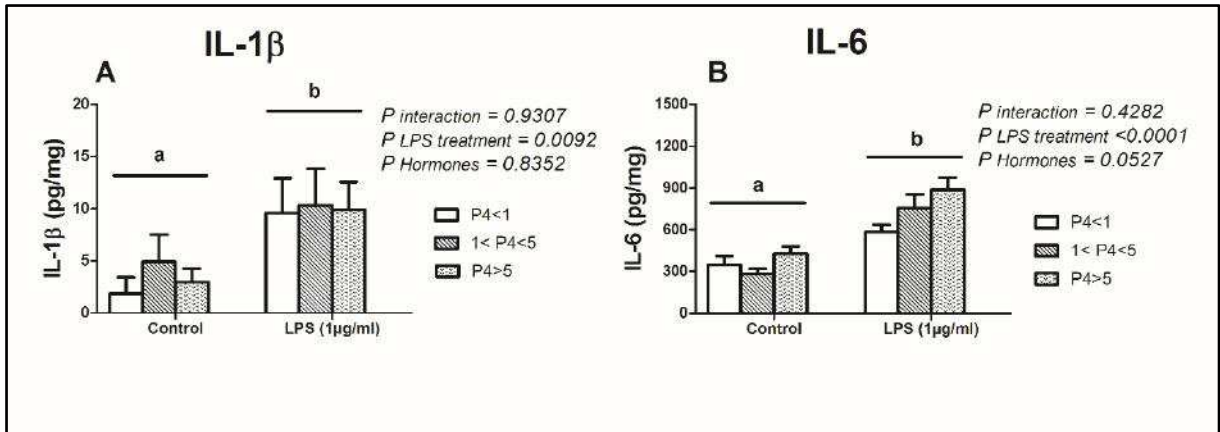 IL-1β
A
IL-1β (pg/mg)
20
15
10
5
0
a
b
P interaction = 0.9307
P LPS treatment = 0.0092
P Hormones = 0.8352
P4<1
1< P4<5
P4>5
Control
LPS (1µg/ml)
IL-6
B
IL-6 (pg/mg)
1500
1200
900
600
300
0
a
b
P interaction = 0.4282
P LPS treatment <0.0001
P Hormones = 0.0527
P4<1
1< P4<5
P4>5
Control
LPS (1µg/ml)